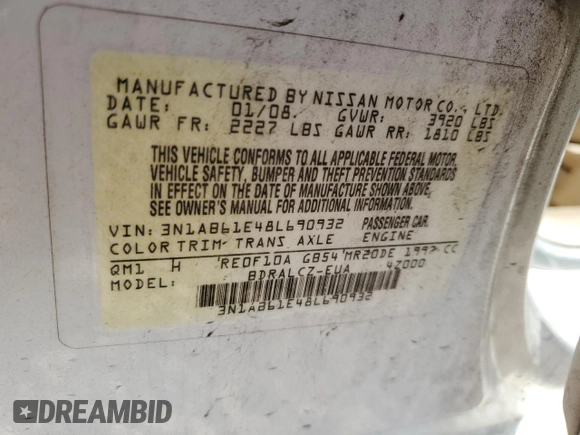 MANUFACTURED BY NISSAN MOTOR CO., LTD.
DATE: 01/08. GVWR: 3920 LBS
GAWR FR: 2227 LBS GAWR RR: 1810 LBS
THIS VEHICLE CONFORMS TO ALL APPLICABLE FEDERAL MOTOR
VEHICLE SAFETY, BUMPER AND THEFT PREVENTION STANDARDS
IN EFFECT ON THE DATE OF MANUFACTURE SHOWN ABOVE.
SEE OWNER'S MANUAL FOR ADDITIONAL INFORMATION.
VIN: 3N1AB61E48L690932 PASSENGER CAR
COLOR TRIM TRANS AXLE ENGINE
QM1 H RE0F10A GB54 MR20DE 1997 CC
MODEL: BDRALCZ-EUA 42000
3N1AB61E48L690932
DREAMBID